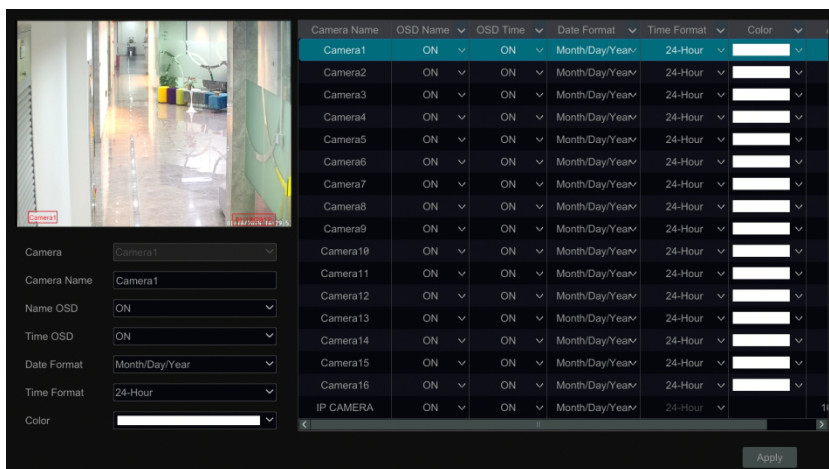 Camera Name OSD Name OSD Time Date Format Time Format Color
Camera1 ON ON Month/Day/Year 24-Hour
Camera2 ON ON Month/Day/Year 24-Hour
Camera3 ON ON Month/Day/Year 24-Hour
Camera4 ON ON Month/Day/Year 24-Hour
Camera5 ON ON Month/Day/Year 24-Hour
Camera6 ON ON Month/Day/Year 24-Hour
Camera7 ON ON Month/Day/Year 24-Hour
Camera8 ON ON Month/Day/Year 24-Hour
Camera9 ON ON Month/Day/Year 24-Hour
Camera10 ON ON Month/Day/Year 24-Hour
Camera11 ON ON Month/Day/Year 24-Hour
Camera12 ON ON Month/Day/Year 24-Hour
Camera13 ON ON Month/Day/Year 24-Hour
Camera14 ON ON Month/Day/Year 24-Hour
Camera15 ON ON Month/Day/Year 24-Hour
Camera16 ON ON Month/Day/Year 24-Hour
IP CAMERA ON ON Month/Day/Year 24-Hour
Camera1
Camera Camera1
Camera Name Camera1
Name OSD ON
Time OSD ON
Date Format Month/Day/Year
Time Format 24-Hour
Color
Apply